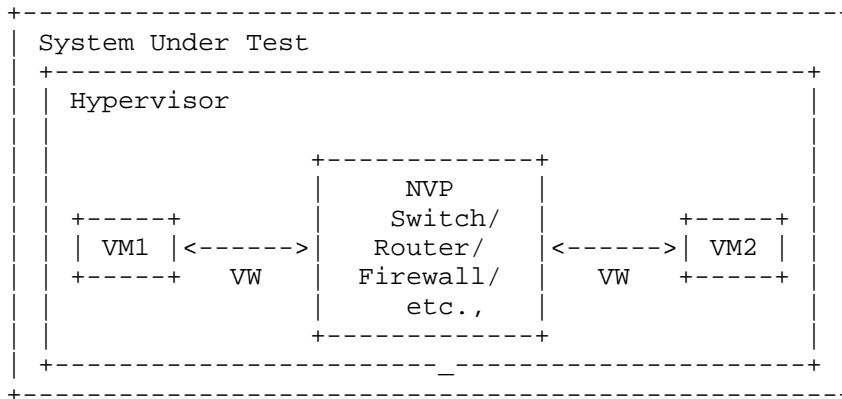 System Under Test
Hypervisor
NVP
Switch/
VM1 <------> Router/ <------> VM2
VW Firewall/ VW
etc.,